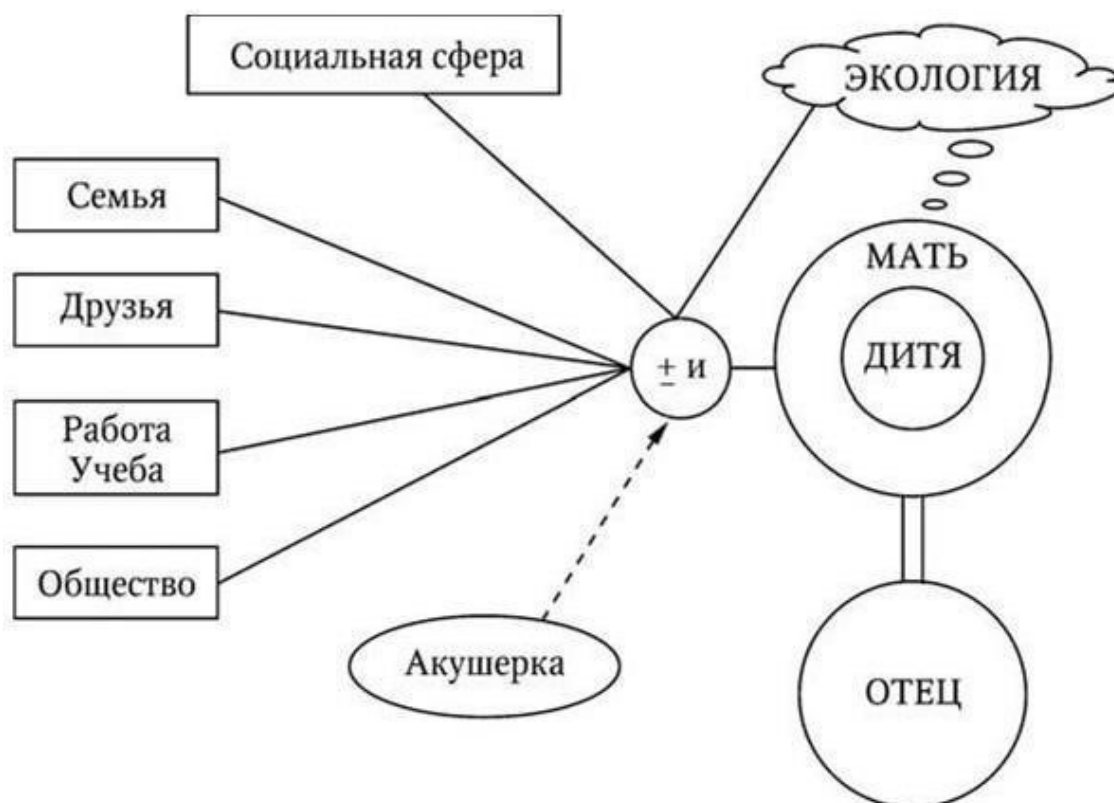 Социальная сфера
ЭКОЛОГИЯ
Семья
МАТЬ
Друзья
ДИТЯ
± и
Работа
Учеба
Общество
Акушерка
ОТЕЦ